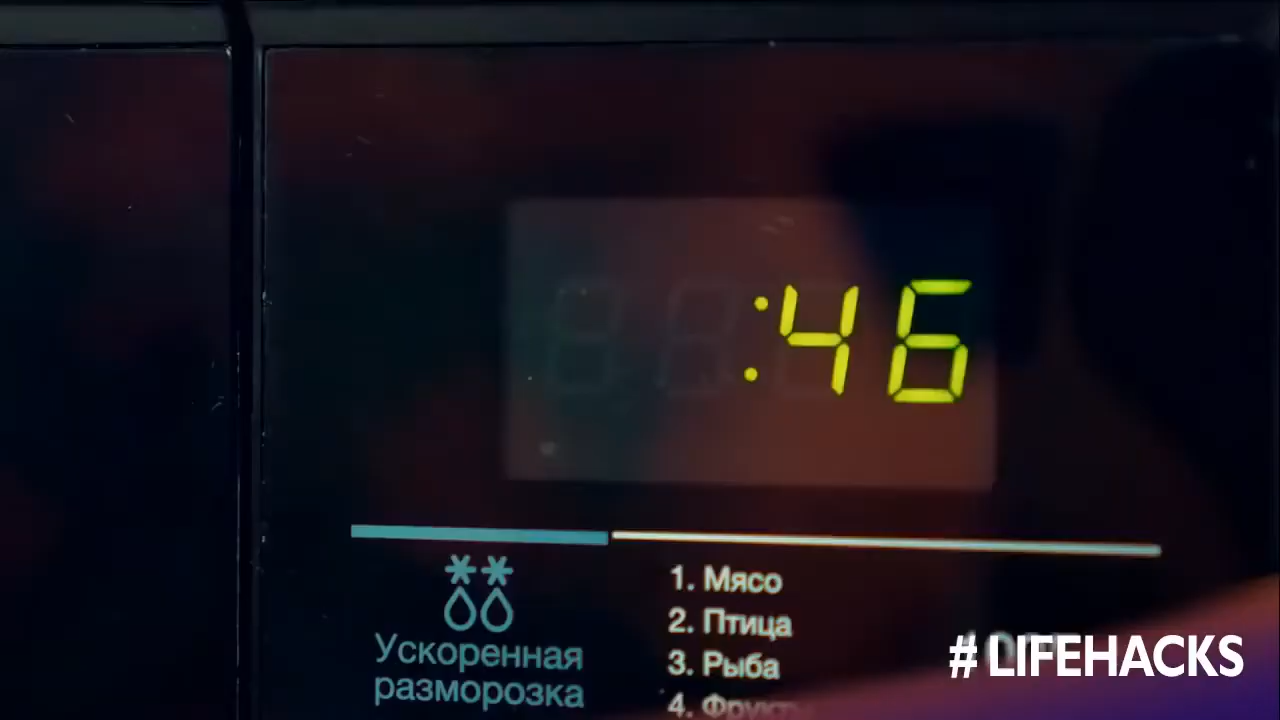 :46
Ускоренная
разморозка
1. Мясо
2. Птица
3. Рыба
4. Фрукты
# LIFEHACKS